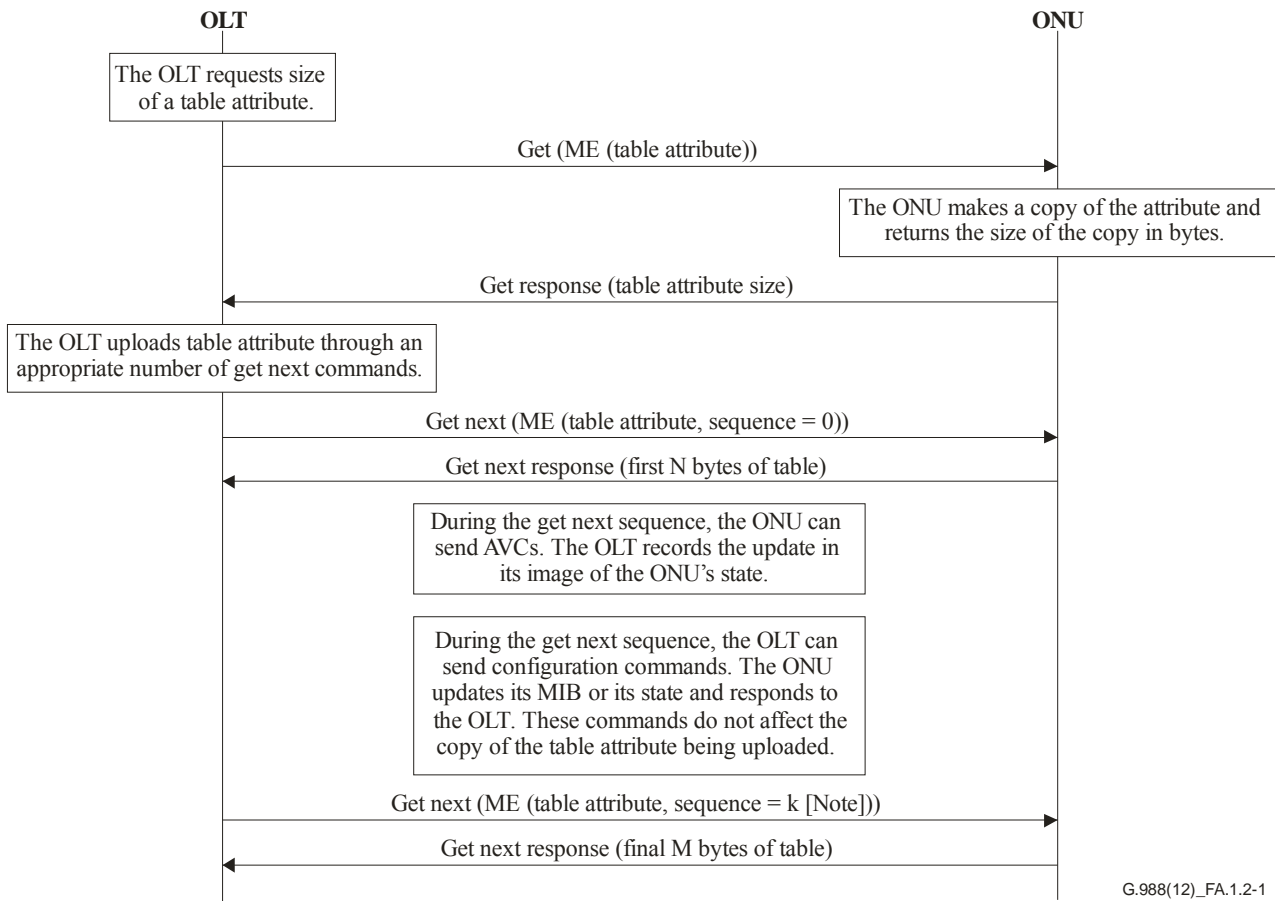 OLT
ONU
The OLT requests size
of a table attribute.
Get (ME (table attribute))
The ONU makes a copy of the attribute and
returns the size of the copy in bytes.
Get response (table attribute size)
The OLT uploads table attribute through an
appropriate number of get next commands.
Get next (ME (table attribute, sequence = 0))
Get next response (first N bytes of table)
During the get next sequence, the ONU can
send AVCs. The OLT records the update in
its image of the ONU's state.
During the get next sequence, the OLT can
send configuration commands. The ONU
updates its MIB or its state and responds to
the OLT. These commands do not affect the
copy of the table attribute being uploaded.
Get next (ME (table attribute, sequence = k [Note]))
Get next response (final M bytes of table)
G.988(12)_FA.1.2-1